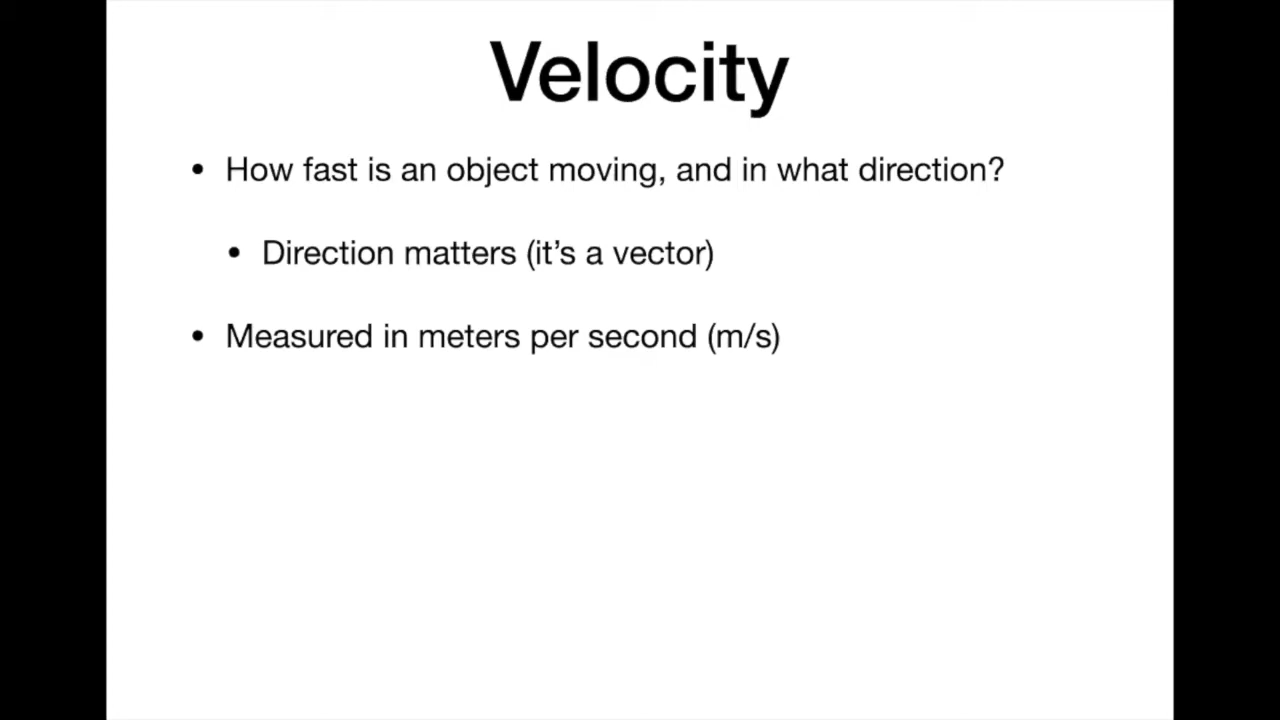 Velocity
• How fast is an object moving, and in what direction?
• Direction matters (it’s a vector)
• Measured in meters per second (m/s)